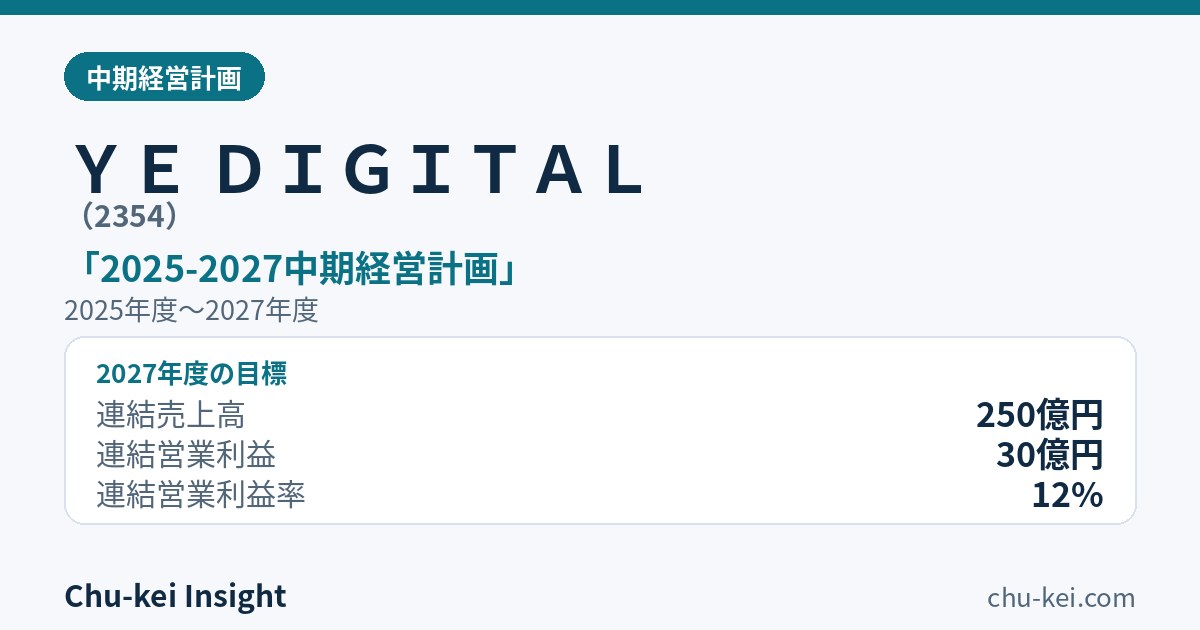 中期経営計画
ＹＥ ＤＩＧＩＴＡＬ
（2354）
「2025-2027中期経営計画」
2025年度〜2027年度
2027年度の目標
連結売上高 250億円
連結営業利益 30億円
連結営業利益率 12%
Chu-kei Insight chu-kei.com